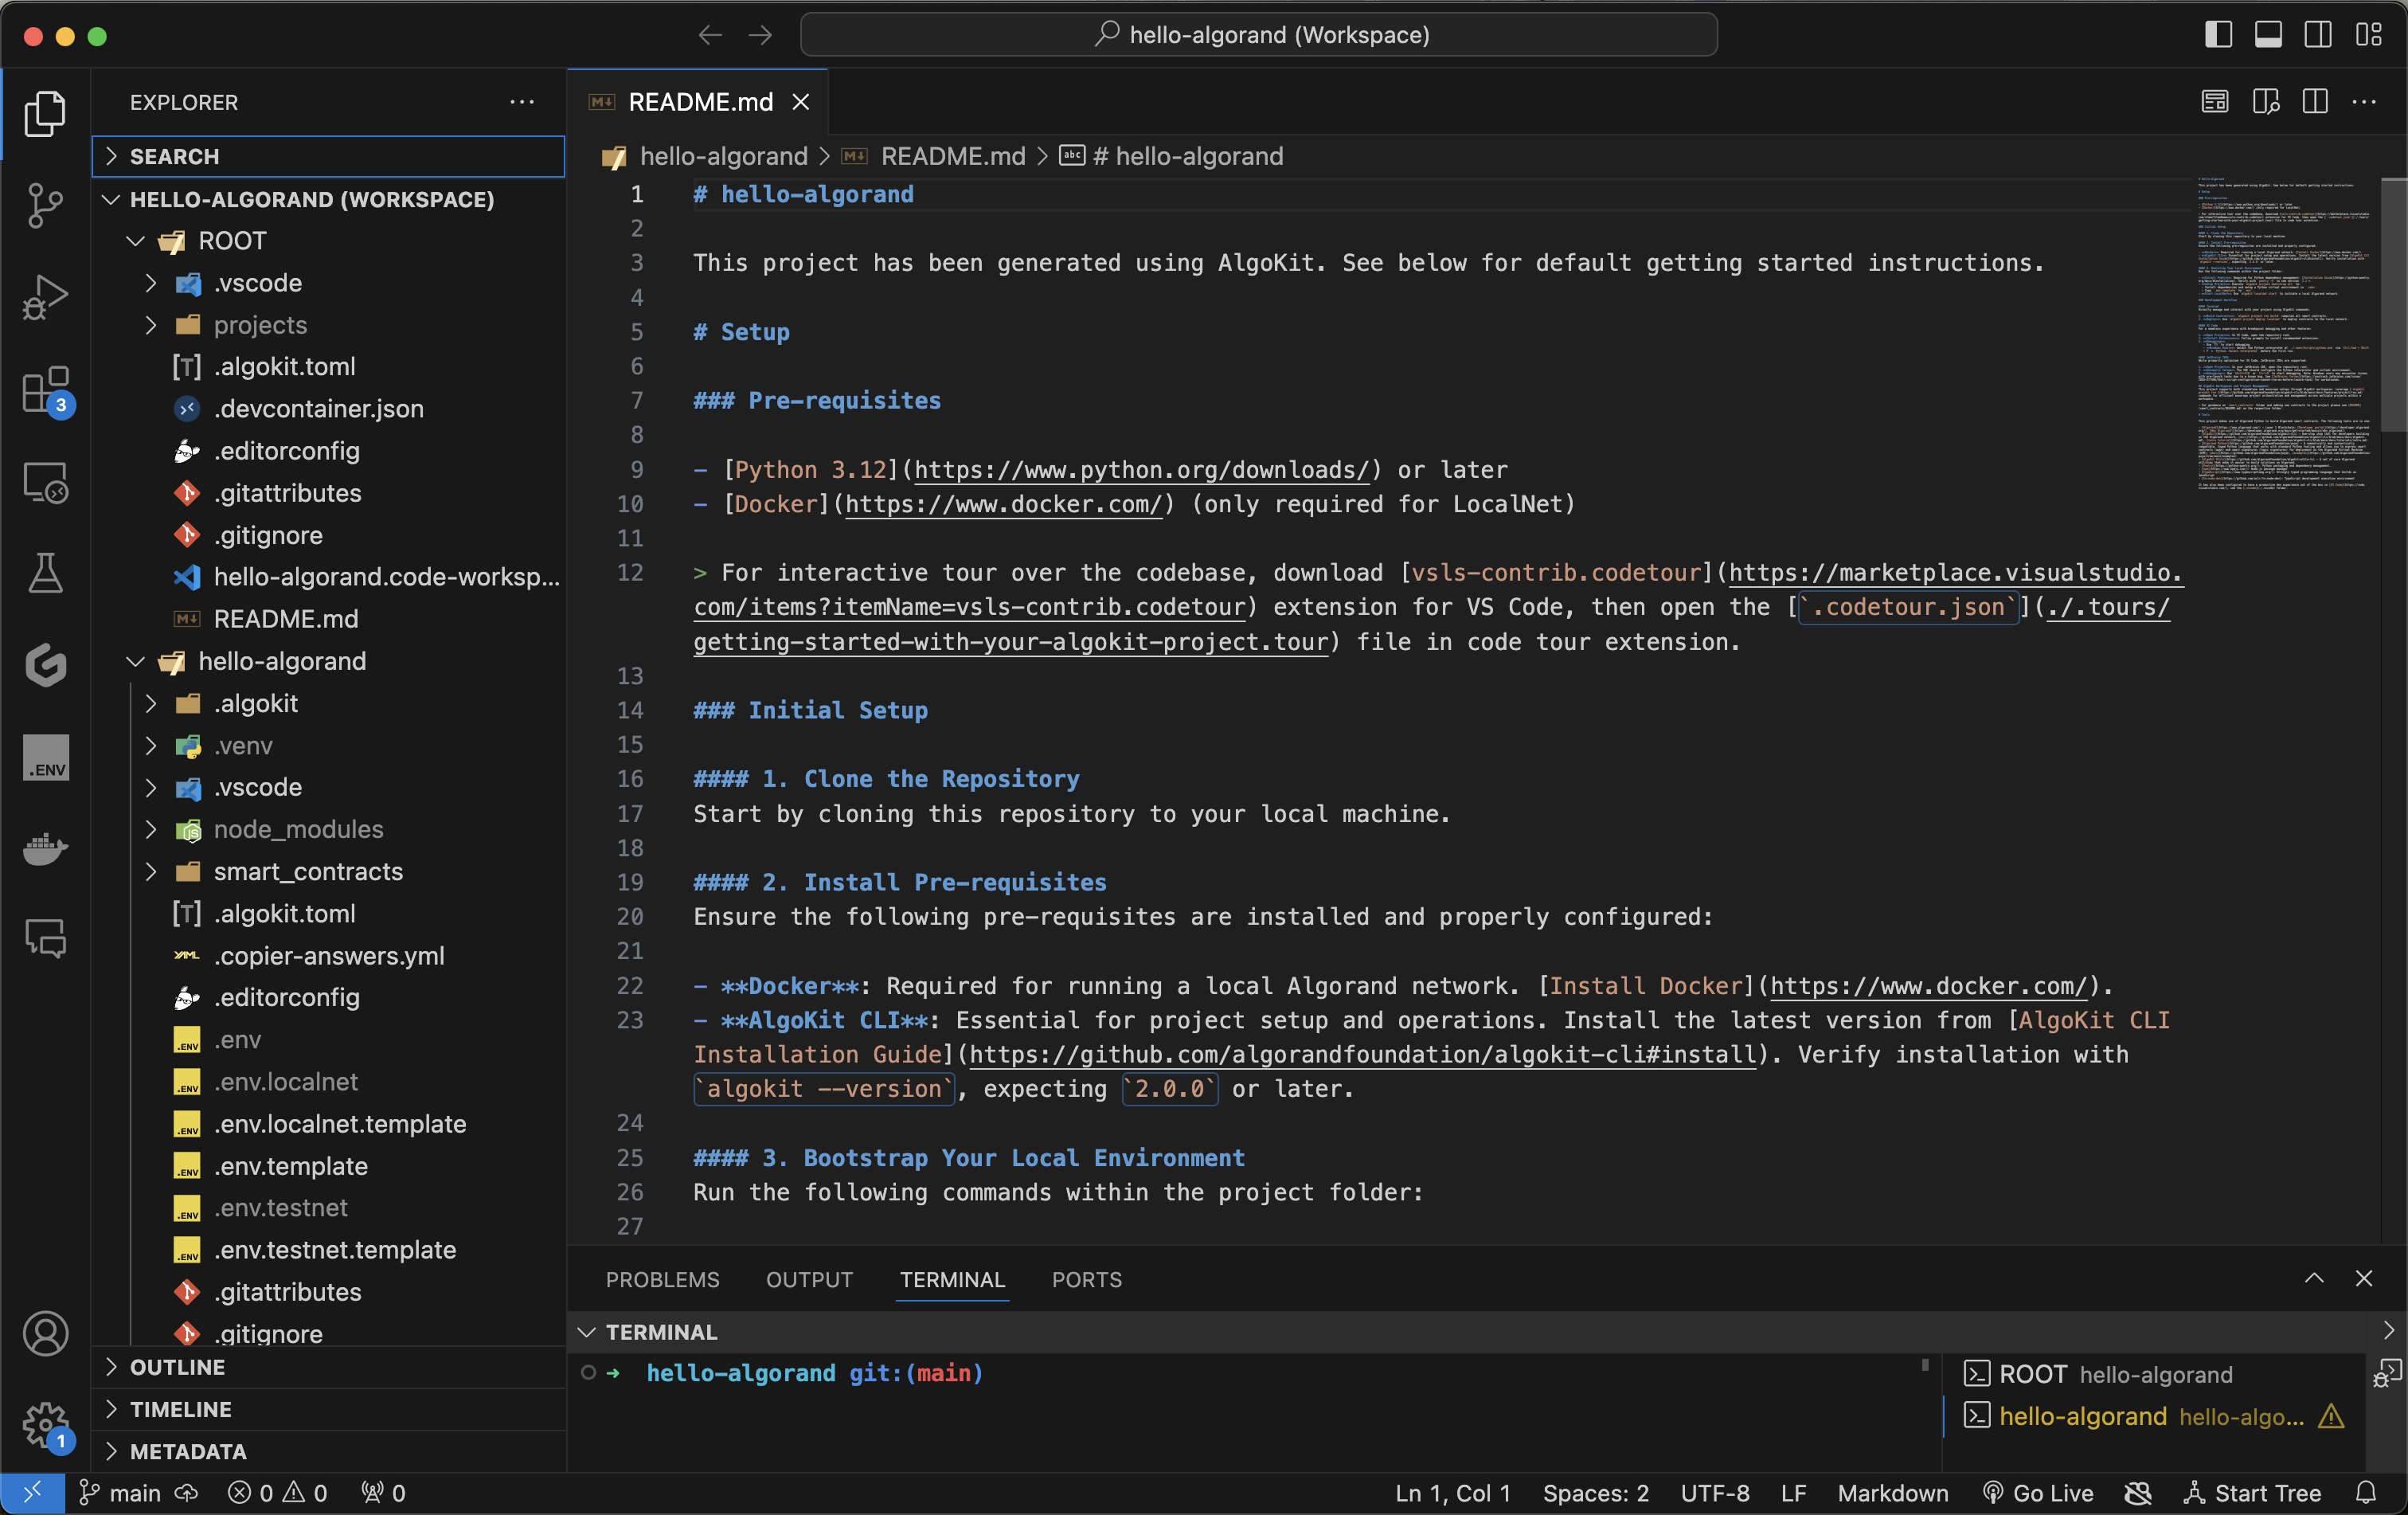 hello-algorand (Workspace)
EXPLORER
SEARCH
HELLO-ALGORAND (WORKSPACE)
ROOT
.vscode
projects
.algokit.toml
.devcontainer.json
.editorconfig
.gitattributes
.gitignore
hello-algorand.code-worksp...
README.md
hello-algorand
.algokit
.venv
.vscode
node_modules
smart_contracts
.algokit.toml
.copier-answers.yml
.editorconfig
.env
.env.localnet
.env.localnet.template
.env.template
.env.testnet
.env.testnet.template
.gitattributes
.gitignore
OUTLINE
TIMELINE
METADATA
3
.ENV
1
README.md
hello-algorand > README.md > # hello-algorand
1 # hello-algorand
2
3 This project has been generated using AlgoKit. See below for default getting started instructions.
4
5 # Setup
6
7 ### Pre-requisites
8
9 - [Python 3.12](https://www.python.org/downloads/) or later
10 - [Docker](https://www.docker.com/) (only required for LocalNet)
11
12 > For interactive tour over the codebase, download [vsls-contrib.codetour](https://marketplace.visualstudio.
com/items?itemName=vsls-contrib.codetour) extension for VS Code, then open the [`.codetour.json`](./.tours/
getting-started-with-your-algokit-project.tour) file in code tour extension.
13
14 ### Initial Setup
15
16 #### 1. Clone the Repository
17 Start by cloning this repository to your local machine.
18
19 #### 2. Install Pre-requisites
20 Ensure the following pre-requisites are installed and properly configured:
21
22 - **Docker**: Required for running a local Algorand network. [Install Docker](https://www.docker.com/).
23 - **AlgoKit CLI**: Essential for project setup and operations. Install the latest version from [AlgoKit CLI
Installation Guide](https://github.com/algorandfoundation/algokit-cli#install). Verify installation with
`algokit --version`, expecting `2.0.0` or later.
24
25 #### 3. Bootstrap Your Local Environment
26 Run the following commands within the project folder:
27
PROBLEMS OUTPUT TERMINAL PORTS
TERMINAL
➜ hello-algorand git:(main)
ROOT hello-algorand
hello-algorand hello-algo...
main 0 0 0
Ln 1, Col 1 Spaces: 2 UTF-8 LF Markdown Go Live Start Tree